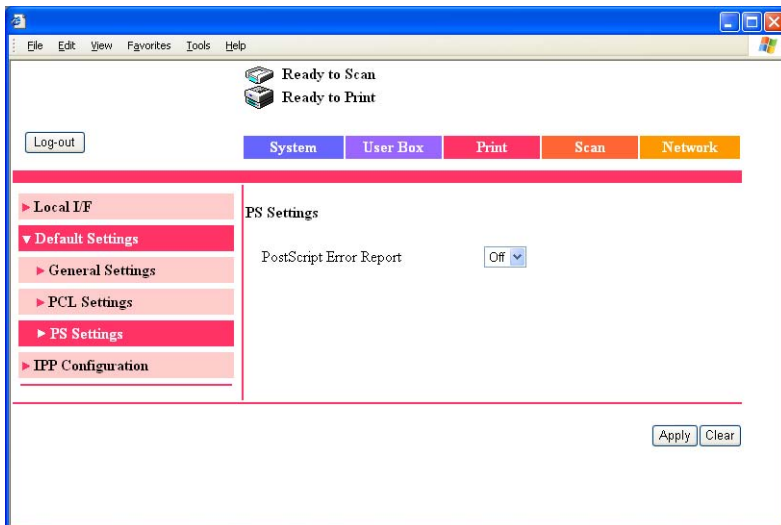 File Edit View Favorites Tools Help
Ready to Scan
Ready to Print
Log-out
System User Box Print Scan Network
Local I/F
Default Settings
General Settings
PCL Settings
PS Settings
IPP Configuration
PS Settings
PostScript Error Report Off
Apply Clear